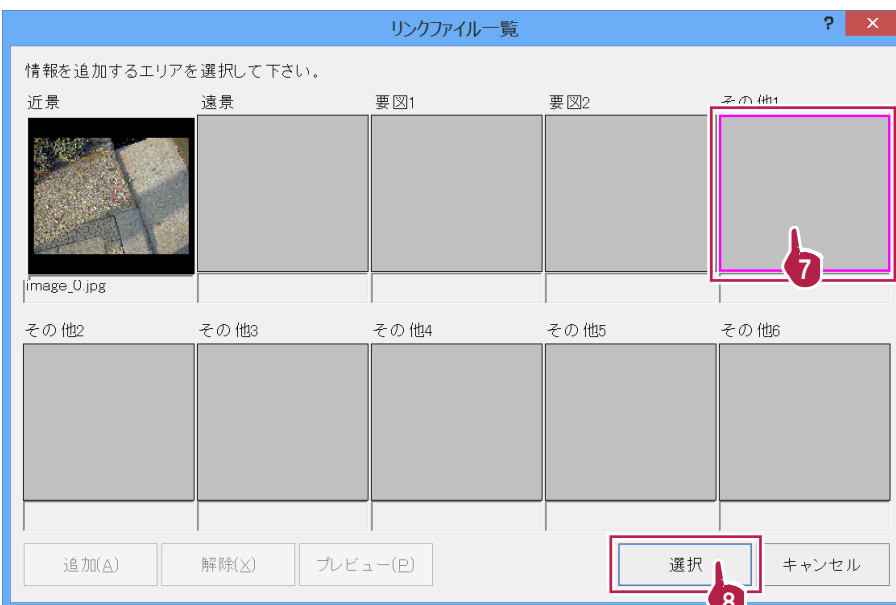 リンクファイル一覧
?
×
情報を追加するエリアを選択して下さい。
近景 遠景 要図1 要図2 その他1
7
image_0.jpg
その他2 その他3 その他4 その他5 その他6
追加(A) 解除(X) プレビュー(P) 選択 キャンセル
8